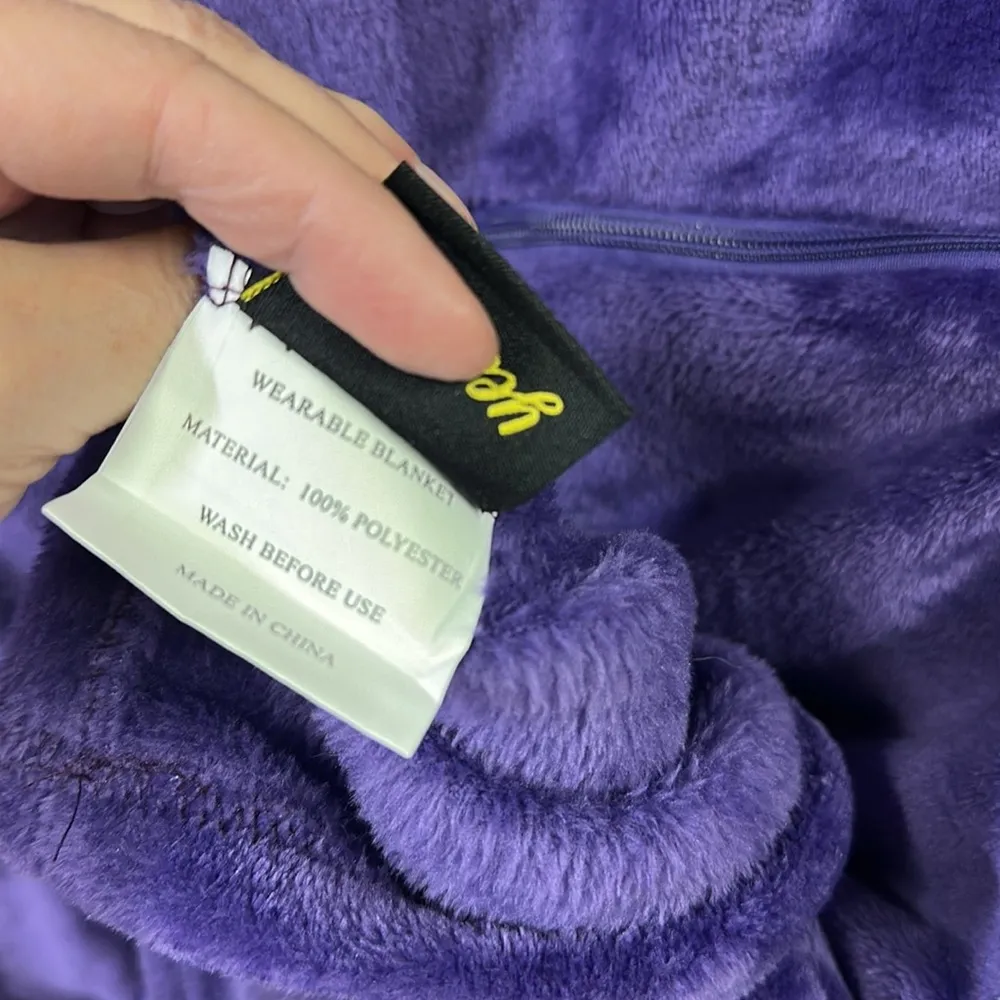 WEARABLE BLANKET
MATERIAL: 100% POLYESTER
WASH BEFORE USE
MADE IN CHINA